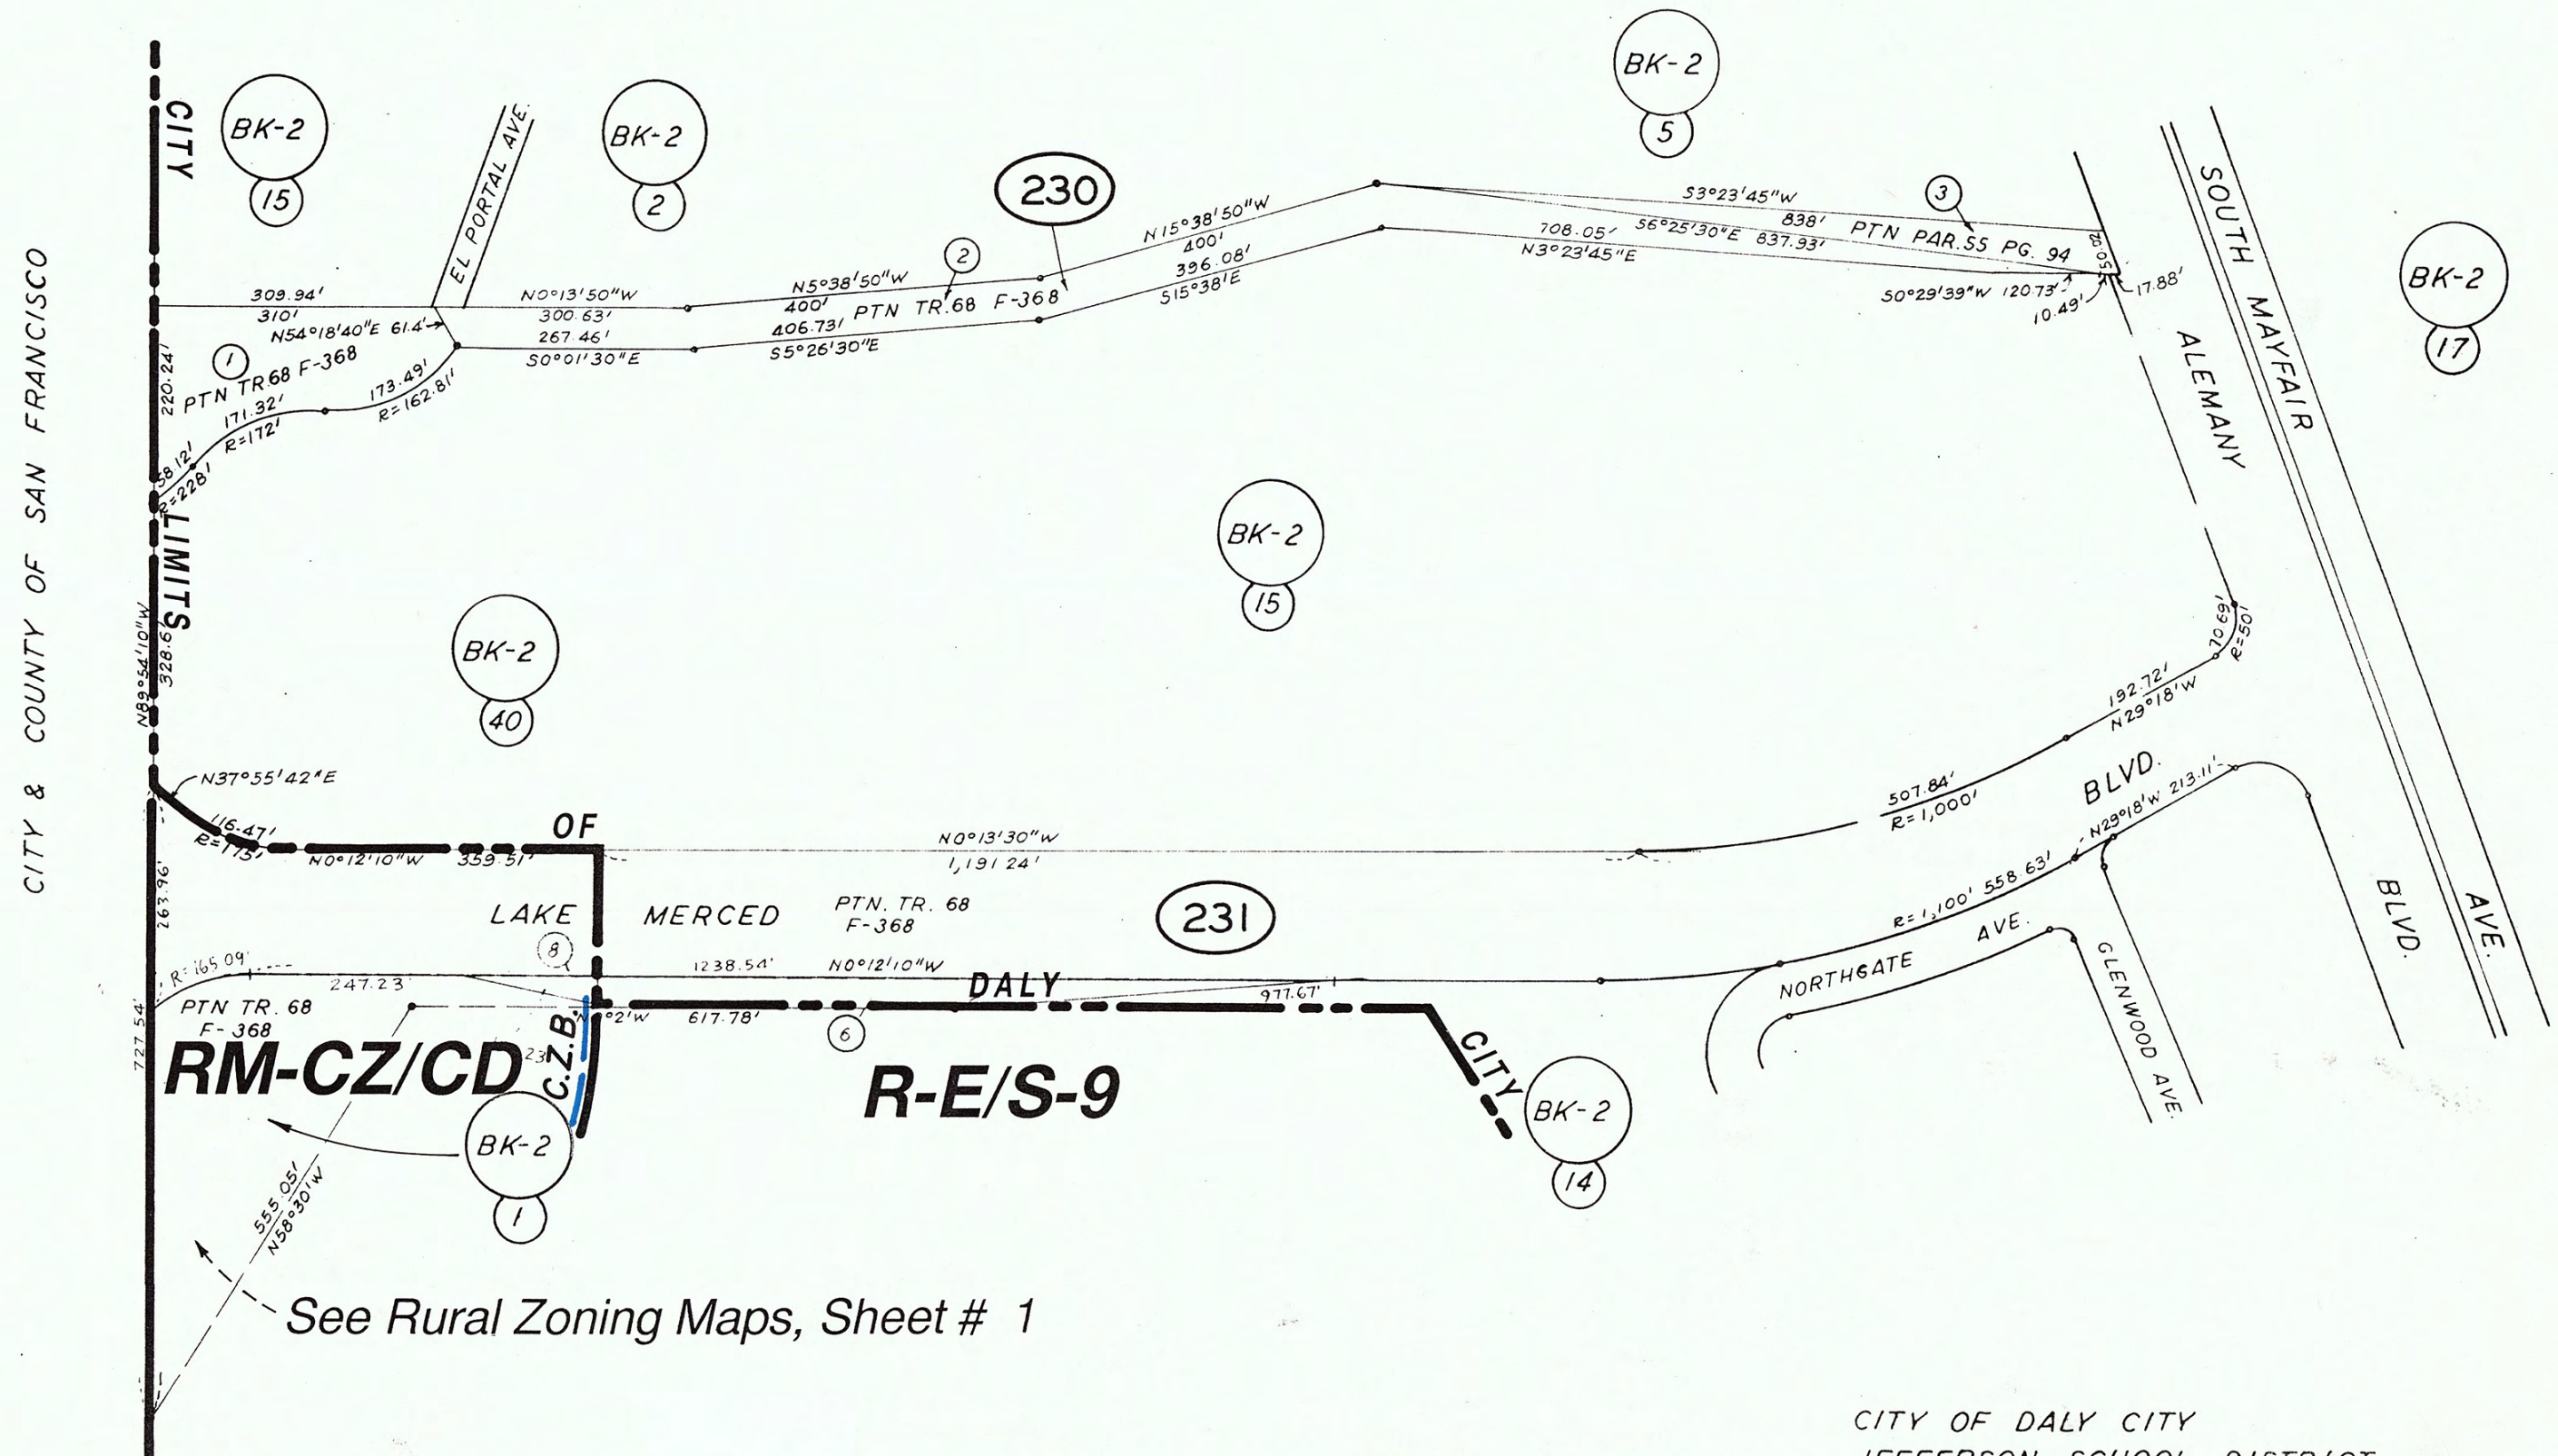 BK-2
5
BK-2
15
BK-2
2
CITY
EL PORTAL AVE.
230
3
S3°23'45"W
838'
PTN PAR.55 PG. 94
S6°25'30"E 837.93'
708.05'
N3°23'45"E
50.02
S0°29'39"W 120.73'
10.49'
17.88'
SOUTH MAYFAIR
AVE.
BK-2
17
N15°38'50"W
400'
396.08'
S15°38'E
2
N5°38'50"W
400'
PTN TR.68 F-368
406.73'
S5°26'30"E
N0°13'50"W
300.63'
267.46'
S0°01'30"E
309.94'
310'
N54°18'40"E 61.4'
1
PTN TR.68 F-368
220.24'
171.32'
R=172'
173.49'
R=162.81'
58.12'
R=228'
CITY & COUNTY OF SAN FRANCISCO
LIMITS
N89°54'10"W
BK-2
15
BK-2
40
ALEMANY
BLVD.
70.69'
R=50'
192.72'
N29°18'W
507.84'
R=1,000'
BLVD.
N29°18'W 213.11'
R=1,100' 558.63'
NORTHGATE AVE.
GLENWOOD AVE.
N37°55'42"E
116.47'
R=175'
N0°12'10"W 359.51'
OF
N0°13'30"W
1,191.24'
263.96'
LAKE MERCED
PTN. TR. 68
F-368
231
8
R=165.09'
247.23
1238.54'
N0°12'10"W
DALY
977.67'
617.78'
6
727.54'
PTN TR. 68
F-368
C.Z.B.
RM-CZ/CD
R-E/S-9
CITY
BK-2
14
BK-2
1
555.05'
N58°30'W
See Rural Zoning Maps, Sheet # 1
CITY OF DALY CITY
JEFFERSON SCHOOL DISTRICT